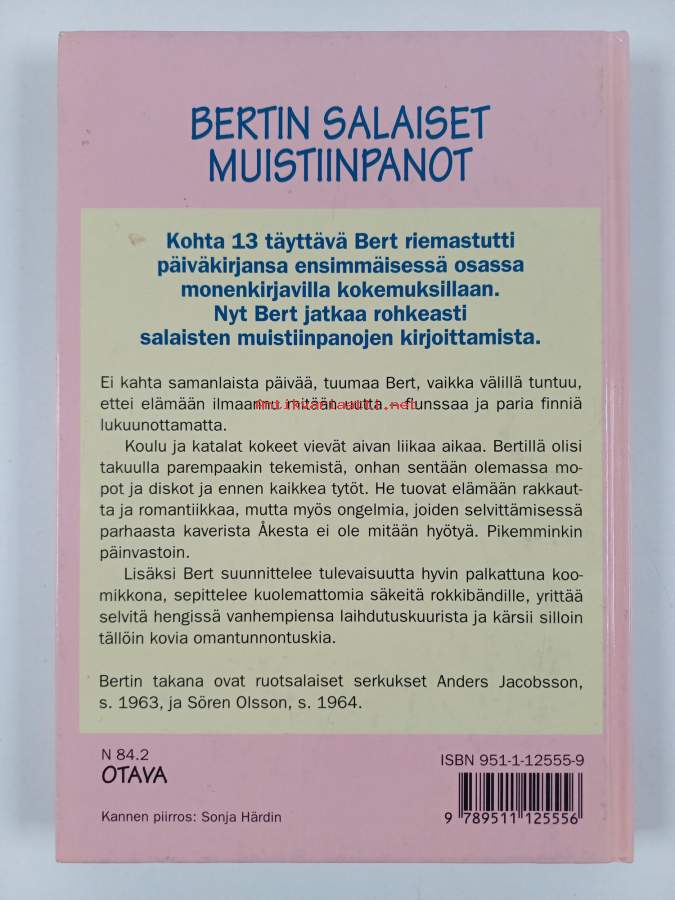 BERTIN SALAISET
MUISTIINPANOT
Kohta 13 täyttävä Bert riemastutti
päiväkirjansa ensimmäisessä osassa
monenkirjavilla kokemuksillaan.
Nyt Bert jatkaa rohkeasti
salaisten muistiinpanojen kirjoittamista.
Ei kahta samanlaista päivää, tuumaa Bert, vaikka välillä tuntuu,
ettei elämään ilmaannu mitään uutta – flunssaa ja paria finniä
Antikvariaatti.net
lukuunottamatta.
Koulu ja katalat kokeet vievät aivan liikaa aikaa. Bertillä olisi
takuulla parempaakin tekemistä, onhan sentään olemassa mo-
pot ja diskot ja ennen kaikkea tytöt. He tuovat elämään rakkaut-
ta ja romantiikkaa, mutta myös ongelmia, joiden selvittämisessä
parhaasta kaverista Åkesta ei ole mitään hyötyä. Pikemminkin
päinvastoin.
Lisäksi Bert suunnittelee tulevaisuutta hyvin palkattuna koo-
mikkona, sepittelee kuolemattomia säkeitä rokkibändille, yrittää
selvitä hengissä vanhempiensa laihdutuskuurista ja kärsii silloin
tällöin kovia omantunnontuskia.
Bertin takana ovat ruotsalaiset serkukset Anders Jacobsson,
s. 1963, ja Sören Olsson, s. 1964.
N 84.2
OTAVA
Kannen piirros: Sonja Härdin
ISBN 951-1-12555-9
9 789511 125556